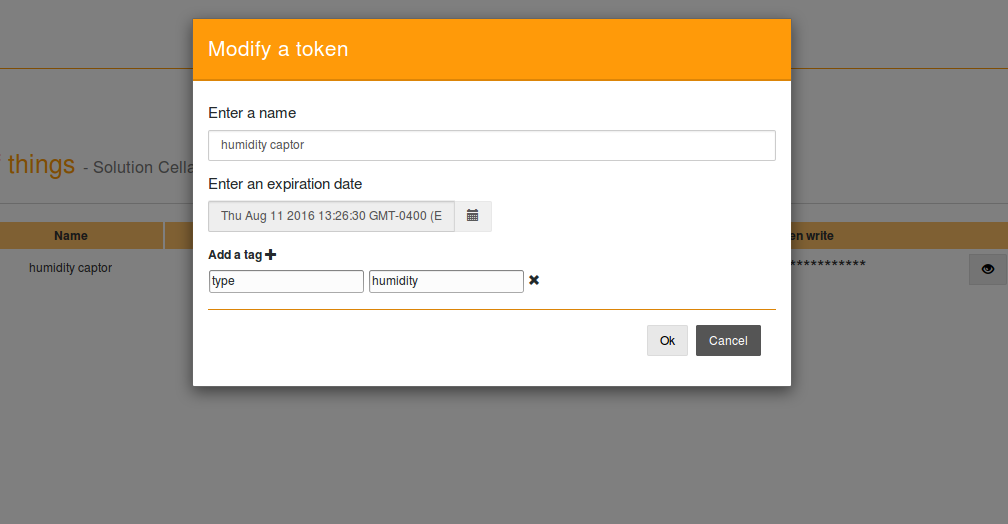 Modify a token
Enter a name
humidity captor
Enter an expiration date
things - Solution Cella
Thu Aug 11 2016 13:26:30 GMT-0400 (E
Name
en write
Add a tag
humidity captor
***********
type humidity
Ok Cancel